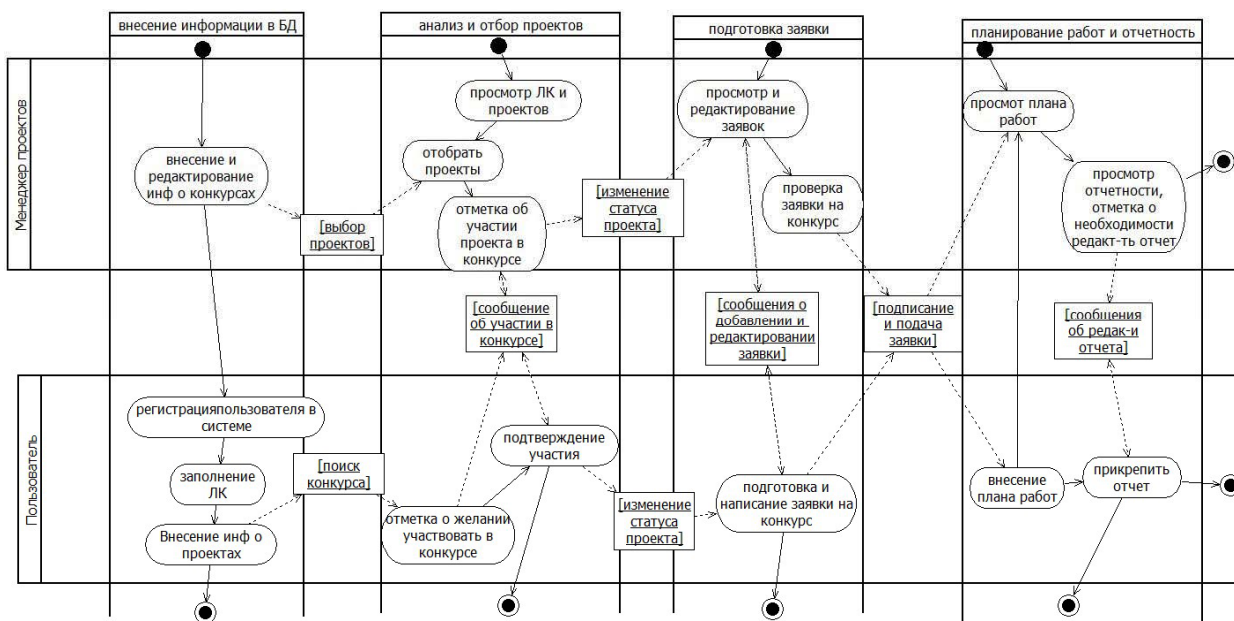 внесение информации в БД
анализ и отбор проектов
подготовка заявки
планирование работ и отчетность
Менеджер проектов
внесение и
редактирование
инф о конкурсах
[выбор
проектов]
просмотр ЛК и
проектов
отобрать
проекты
отметка об
участии
проекта в
конкурсе
[изменение
статуса
проекта]
просмотр и
редактирование
заявок
проверка
заявки на
конкурс
просмот плана
работ
просмотр
отчетности,
отметка о
необходимости
редакт-ть отчет
[сообщение
об участии в
конкурсе]
[сообщения о
добавлении и
редактировании
заявки]
[подписание
и подача
заявки]
[сообщения
об редак-и
отчета]
Пользователь
регистрацияпользователя в
системе
заполнение
ЛК
Внесение инф о
проектах
[поиск
конкурса]
отметка о желании
участвовать в
конкурсе
подтверждение
участия
[изменение
статуса
проекта]
подготовка и
написание заявки на
конкурс
внесение
плана работ
прикрепить
отчет